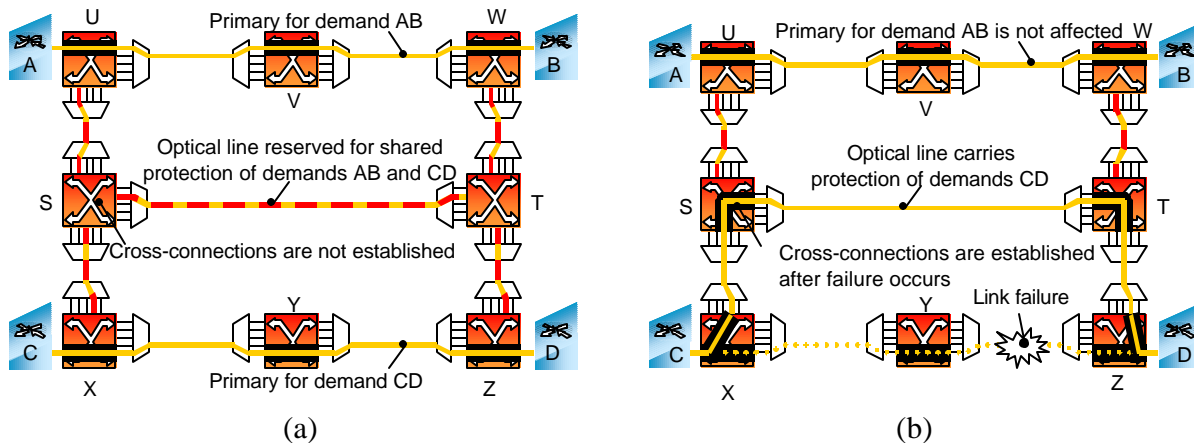 U
Primary for demand AB
W
A
B
V
Optical line reserved for shared
protection of demands AB and CD
S
T
Cross-connections are not established
Y
C
D
Primary for demand CD
X
Z
(a)
U
Primary for demand AB is not affected
W
A
B
V
Optical line carries
protection of demands CD
S
T
Cross-connections are established
after failure occurs
Y
Link failure
C
D
X
Z
(b)